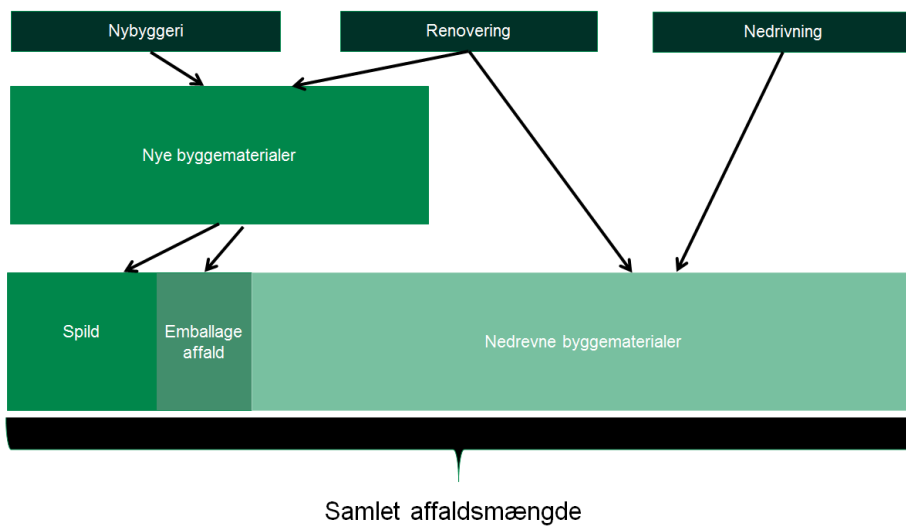 Nybyggeri
Renovering
Nedrivning
Nye byggematerialer
Spild
Emballage
affald
Nedrevne byggematerialer
Samlet affaldsmængde